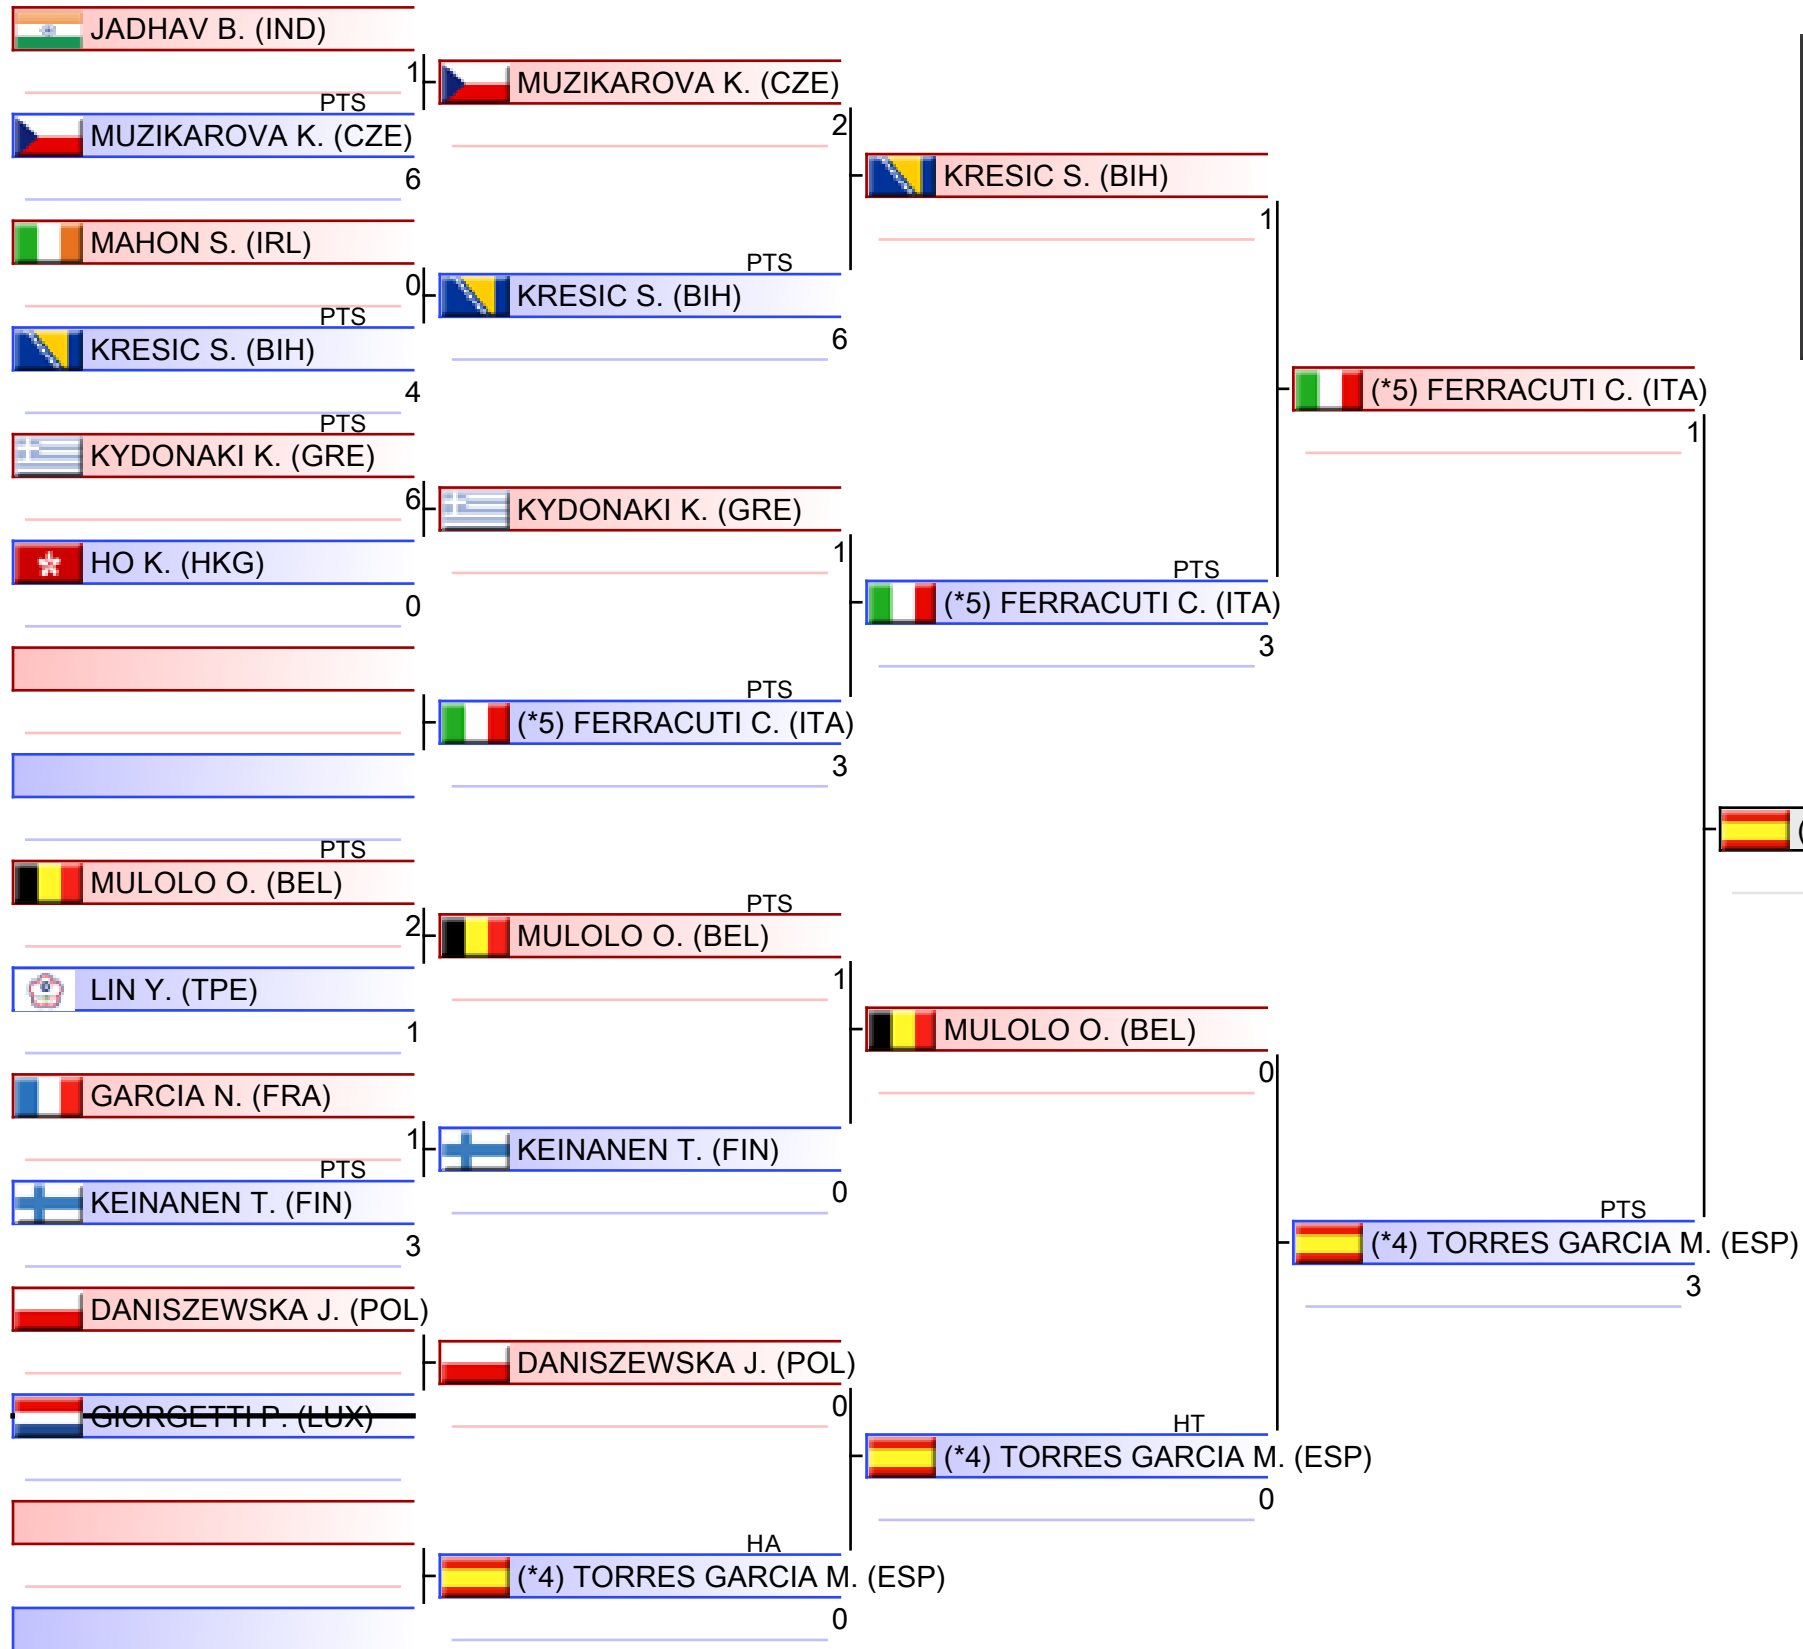 JADHAV B. (IND)
1
PTS
MUZIKAROVA K. (CZE)
6
MAHON S. (IRL)
0
PTS
KRESIC S. (BIH)
4
PTS
KYDONAKI K. (GRE)
6
HO K. (HKG)
0
PTS
MULOLO O. (BEL)
2
LIN Y. (TPE)
1
GARCIA N. (FRA)
1
PTS
KEINANEN T. (FIN)
3
DANISZEWSKA J. (POL)
GIORGETTI P. (LUX)
MUZIKAROVA K. (CZE)
2
PTS
KRESIC S. (BIH)
6
KYDONAKI K. (GRE)
1
PTS
(*5) FERRACUTI C. (ITA)
3
PTS
MULOLO O. (BEL)
1
KEINANEN T. (FIN)
0
DANISZEWSKA J. (POL)
0
HA
(*4) TORRES GARCIA M. (ESP)
0
KRESIC S. (BIH)
1
PTS
(*5) FERRACUTI C. (ITA)
3
MULOLO O. (BEL)
0
HT
(*4) TORRES GARCIA M. (ESP)
0
(*5) FERRACUTI C. (ITA)
1
PTS
(*4) TORRES GARCIA M. (ESP)
3
(